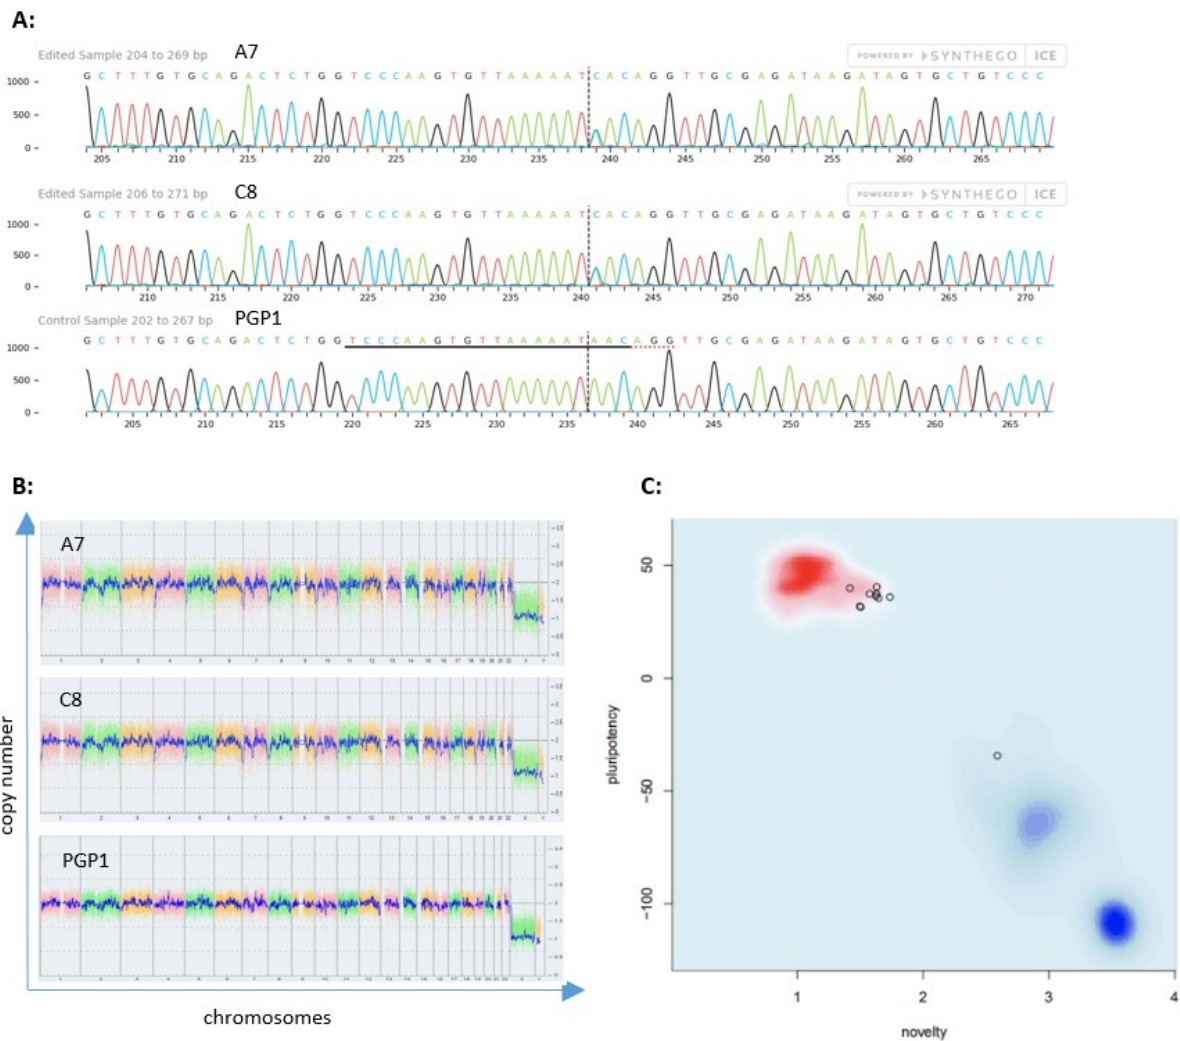 A:
Edited Sample 204 to 269 bp A7 POWERED BY SYNTHEGO ICE
G C T T T G T G C A G A C T C T G G T C C C A A G T G T T A A A A A T C A C A G G T T G C G A G A T A A G A T A G T G C T G T C C C
1000
500
0
205 210 215 220 225 230 235 240 245 250 255 260 265
Edited Sample 206 to 271 bp C8 POWERED BY SYNTHEGO ICE
G C T T T G T G C A G A C T C T G G T C C C A A G T G T T A A A A A T C A C A G G T T G C G A G A T A A G A T A G T G C T G T C C C
1000
500
0
210 215 220 225 230 235 240 245 250 255 260 265 270
Control Sample 202 to 267 bp PGP1
G C T T T G T G C A G A C T C T G G T C C C A A G T G T T A A A A A T A A C A G G T T G C G A G A T A A G A T A G T G C T G T C C C
1000
500
0
205 210 215 220 225 230 235 240 245 250 255 260 265
B:
A7
C8
PGP1
copy number
chromosomes
C:
50
0
−50
−100
pluripotency
1 2 3 4
novelty